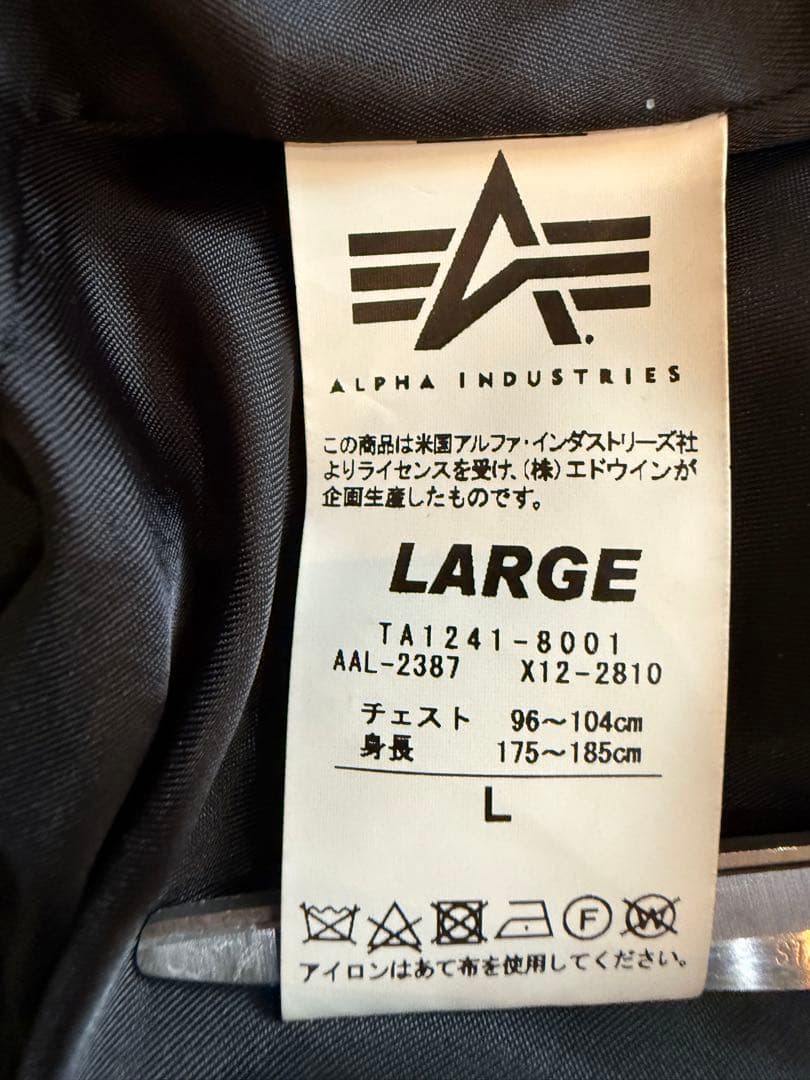 ALPHA INDUSTRIES
この商品は米国アルファ・インダストリーズ社
よりライセンスを受け、(株)エドウインが
企画生産したものです。
LARGE
TA1241-8001
AAL-2387 X12-2810
チェスト 96～104cm
身長 175～185cm
L
F W
アイロンはあて布を使用してください。